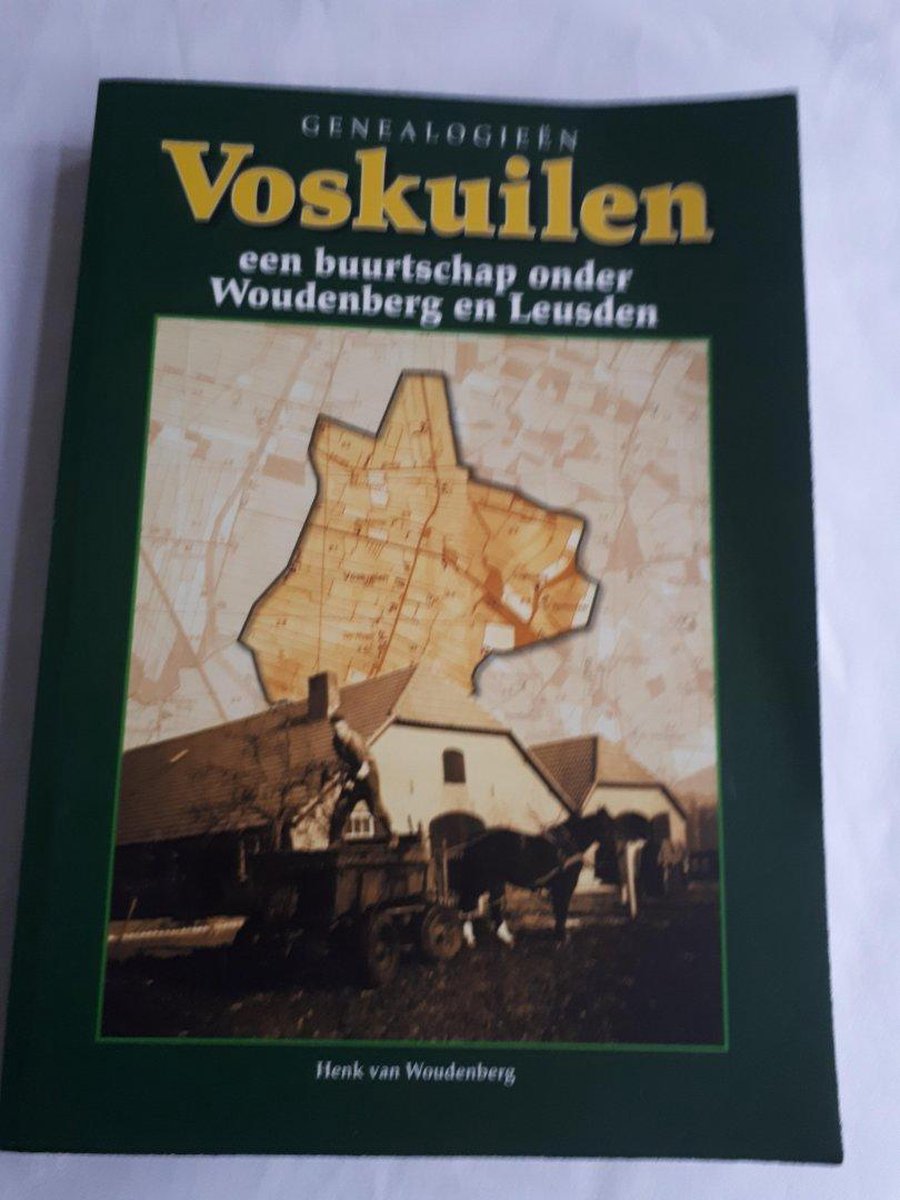 GENEALOGIEËN
Voskuilen
een buurtschap onder
Woudenberg en Leusden
Henk van Woudenberg